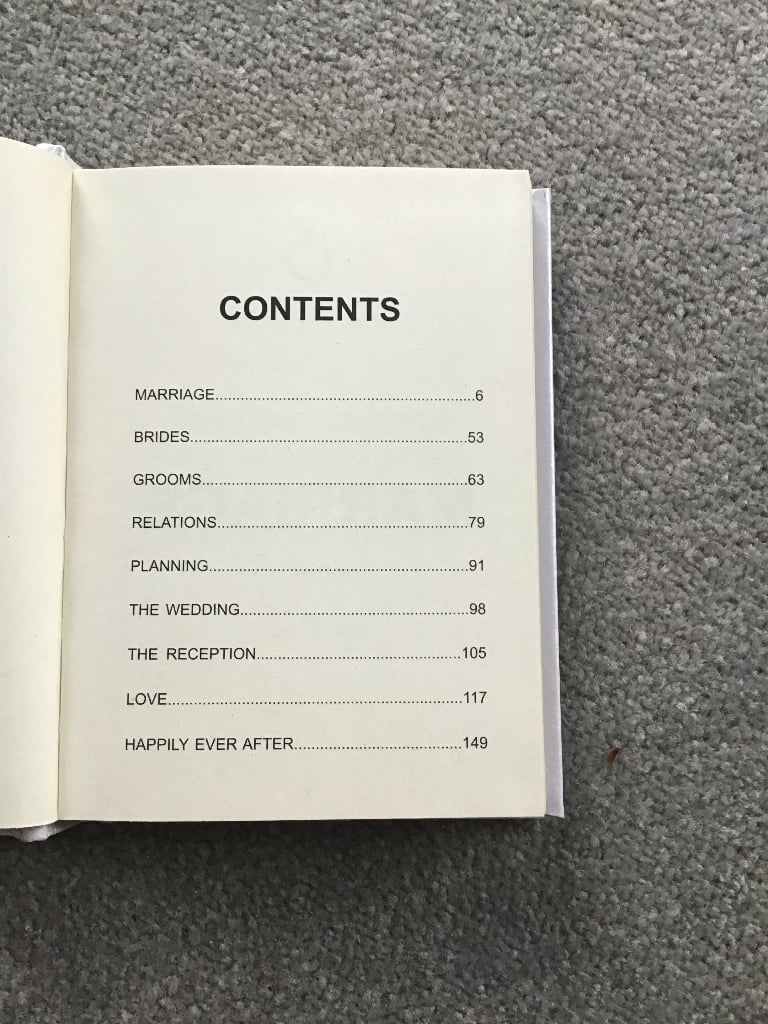 CONTENTS
MARRIAGE..........................................................6
BRIDES..............................................................53
GROOMS...........................................................63
RELATIONS........................................................79
PLANNING..........................................................91
THE WEDDING...................................................98
THE RECEPTION..............................................105
LOVE..................................................................117
HAPPILY EVER AFTER.....................................149